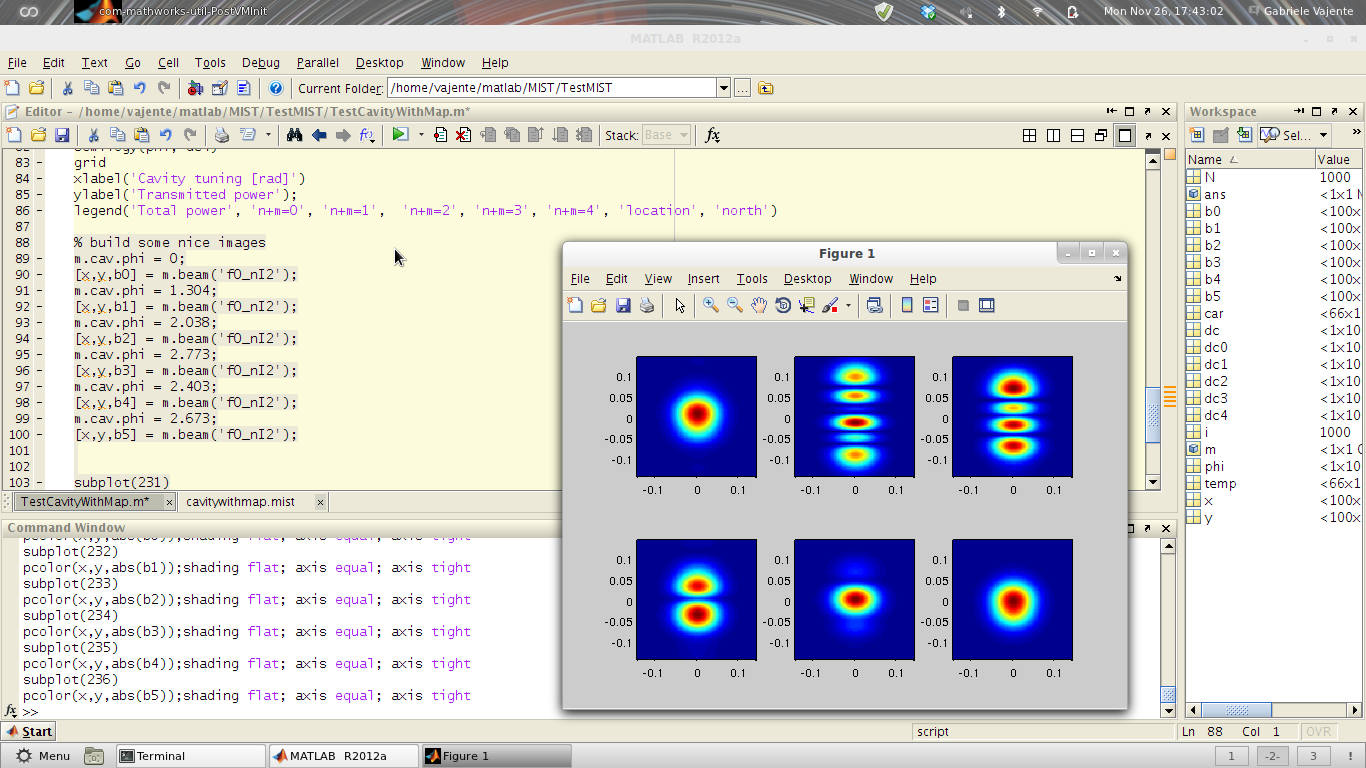 com-mathworks-util-PostVMInit
Mon Nov 26, 17:43:02
Gabriele Vajente
MATLAB R2012a
File Edit Text Go Cell Tools Debug Parallel Desktop Window Help
Current Folder: /home/vajente/matlab/MIST/TestMIST
Editor - /home/vajente/matlab/MIST/TestMIST/TestCavityWithMap.m*
Stack: Base
83 - grid
84 - xlabel('Cavity tuning [rad]')
85 - ylabel('Transmitted power');
86 - legend('Total power', 'n+m=0', 'n+m=1', 'n+m=2', 'n+m=3', 'n+m=4', 'location', 'north')
87
88 % build some nice images
89 - m.cav.phi = 0;
90 - [x,y,b0] = m.beam('f0_nI2');
91 - m.cav.phi = 1.304;
92 - [x,y,b1] = m.beam('f0_nI2');
93 - m.cav.phi = 2.038;
94 - [x,y,b2] = m.beam('f0_nI2');
95 - m.cav.phi = 2.773;
96 - [x,y,b3] = m.beam('f0_nI2');
97 - m.cav.phi = 2.403;
98 - [x,y,b4] = m.beam('f0_nI2');
99 - m.cav.phi = 2.673;
100 - [x,y,b5] = m.beam('f0_nI2');
101
102
103 - subplot(231)
TestCavityWithMap.m* × cavitywithmap.mist ×
Command Window
subplot(232)
pcolor(x,y,abs(b1));shading flat; axis equal; axis tight
subplot(233)
pcolor(x,y,abs(b2));shading flat; axis equal; axis tight
subplot(234)
pcolor(x,y,abs(b3));shading flat; axis equal; axis tight
subplot(235)
pcolor(x,y,abs(b4));shading flat; axis equal; axis tight
subplot(236)
pcolor(x,y,abs(b5));shading flat; axis equal; axis tight
fx >>
Figure 1
File Edit View Insert Tools Desktop Window Help
0.1 0.1 0.1
0.05 0.05 0.05
0 0 0
-0.05 -0.05 -0.05
-0.1 -0.1 -0.1
-0.1 0 0.1 -0.1 0 0.1 -0.1 0 0.1
0.1 0.1 0.1
0.05 0.05 0.05
0 0 0
-0.05 -0.05 -0.05
-0.1 -0.1 -0.1
-0.1 0 0.1 -0.1 0 0.1 -0.1 0 0.1
Workspace
Sel...
Name Value
N 1000
ans <1x1
b0 <100x
b1 <100x
b2 <100x
b3 <100x
b4 <100x
b5 <100x
car <66x1
dc <1x10
dc0 <1x10
dc1 <1x10
dc2 <1x10
dc3 <1x10
dc4 <1x10
i 1000
m <1x1
phi <1x10
temp <66x1
x <100x
y <100x
Start
script
Ln 88 Col 1 OVR
Menu Terminal MATLAB R2012a Figure 1
1 -2- 3 !